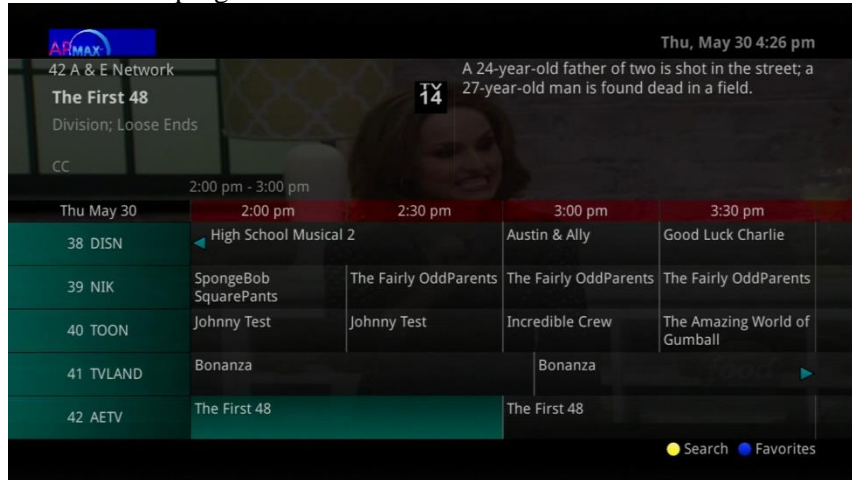 APMAX
Thu, May 30 4:26 pm
42 A & E Network
The First 48
Division; Loose Ends
CC
2:00 pm - 3:00 pm
TV
14
A 24-year-old father of two is shot in the street; a
27-year-old man is found dead in a field.
Thu May 30 2:00 pm 2:30 pm 3:00 pm 3:30 pm
38 DISN High School Musical 2 Austin & Ally Good Luck Charlie
39 NIK SpongeBob
SquarePants The Fairly OddParents The Fairly OddParents The Fairly OddParents
40 TOON Johnny Test Johnny Test Incredible Crew The Amazing World of
Gumball
41 TVLAND Bonanza Bonanza
food
42 AETV The First 48 The First 48
Search Favorites